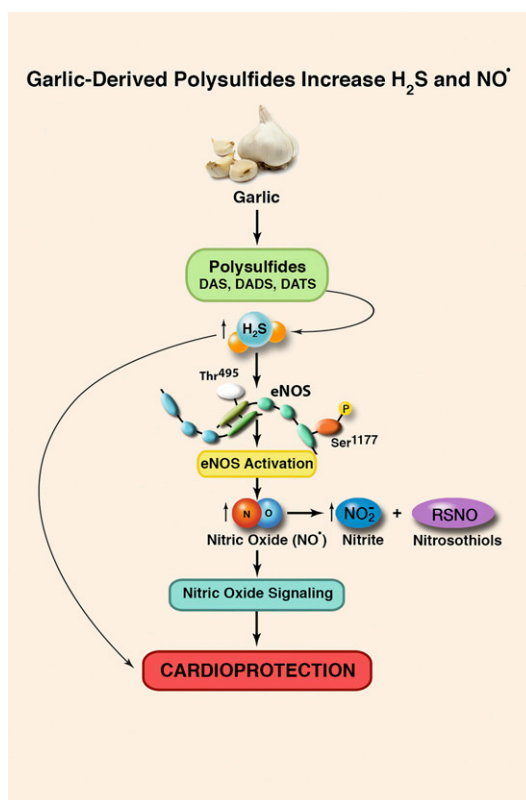 Garlic-Derived Polysulfides Increase H₂S and NO•
Garlic
Polysulfides
DAS, DADS, DATS
↑ H₂S
Thr⁴⁹⁵
eNOS
P
Ser¹¹⁷⁷
eNOS Activation
↑ N O → ↑ NO₂⁻ + RSNO
Nitric Oxide (NO•) Nitrite Nitrosothiols
Nitric Oxide Signaling
CARDIOPROTECTION